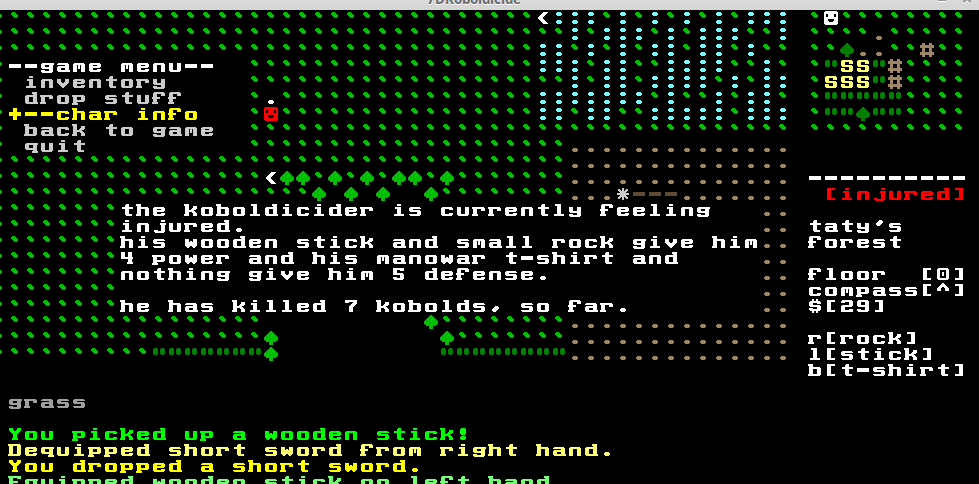 7DRoboldicide
--game menu--
inventory
drop stuff
+--char info
back to game
quit
the koboldicider is currently feeling
injured.
his wooden stick and small rock give him
4 power and his manowar t-shirt and
nothing give him 5 defense.
he has killed 7 kobolds, so far.
[injured]
taty's
forest
floor [0]
compass[^]
$[29]
r[rock]
l[stick]
b[t-shirt]
grass
You picked up a wooden stick!
Dequipped short sword from right hand.
You dropped a short sword.
Equipped wooden stick on left hand